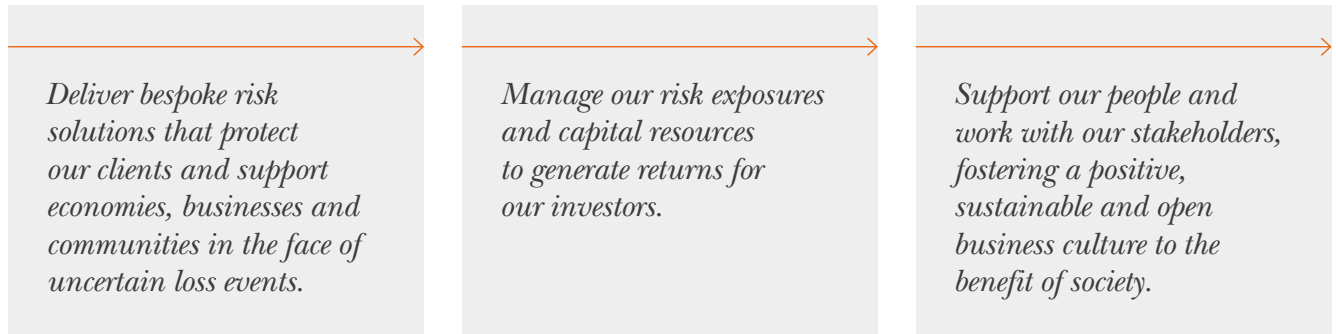 Deliver bespoke risk
solutions that protect
our clients and support
economies, businesses and
communities in the face of
uncertain loss events.
Manage our risk exposures
and capital resources
to generate returns for
our investors.
Support our people and
work with our stakeholders,
fostering a positive,
sustainable and open
business culture to the
benefit of society.